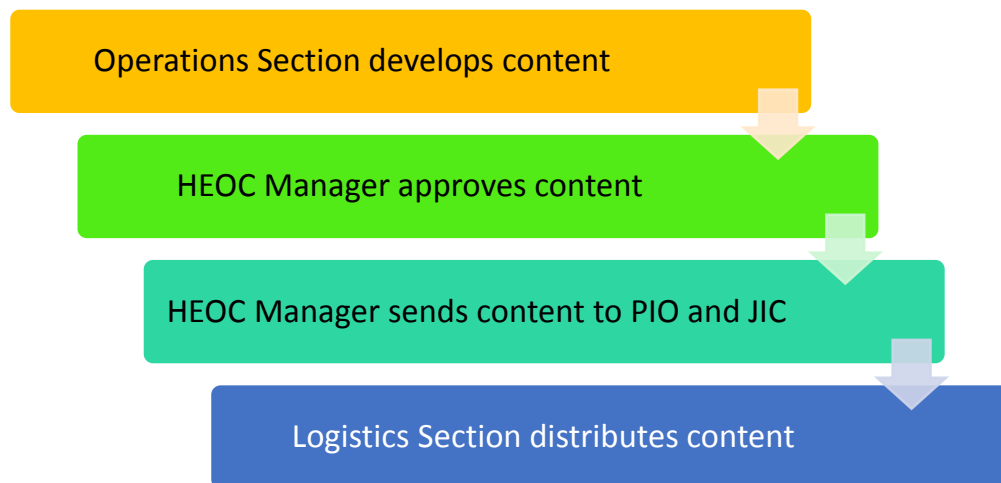 Operations Section develops content
HEOC Manager approves content
HEOC Manager sends content to PIO and JIC
Logistics Section distributes content